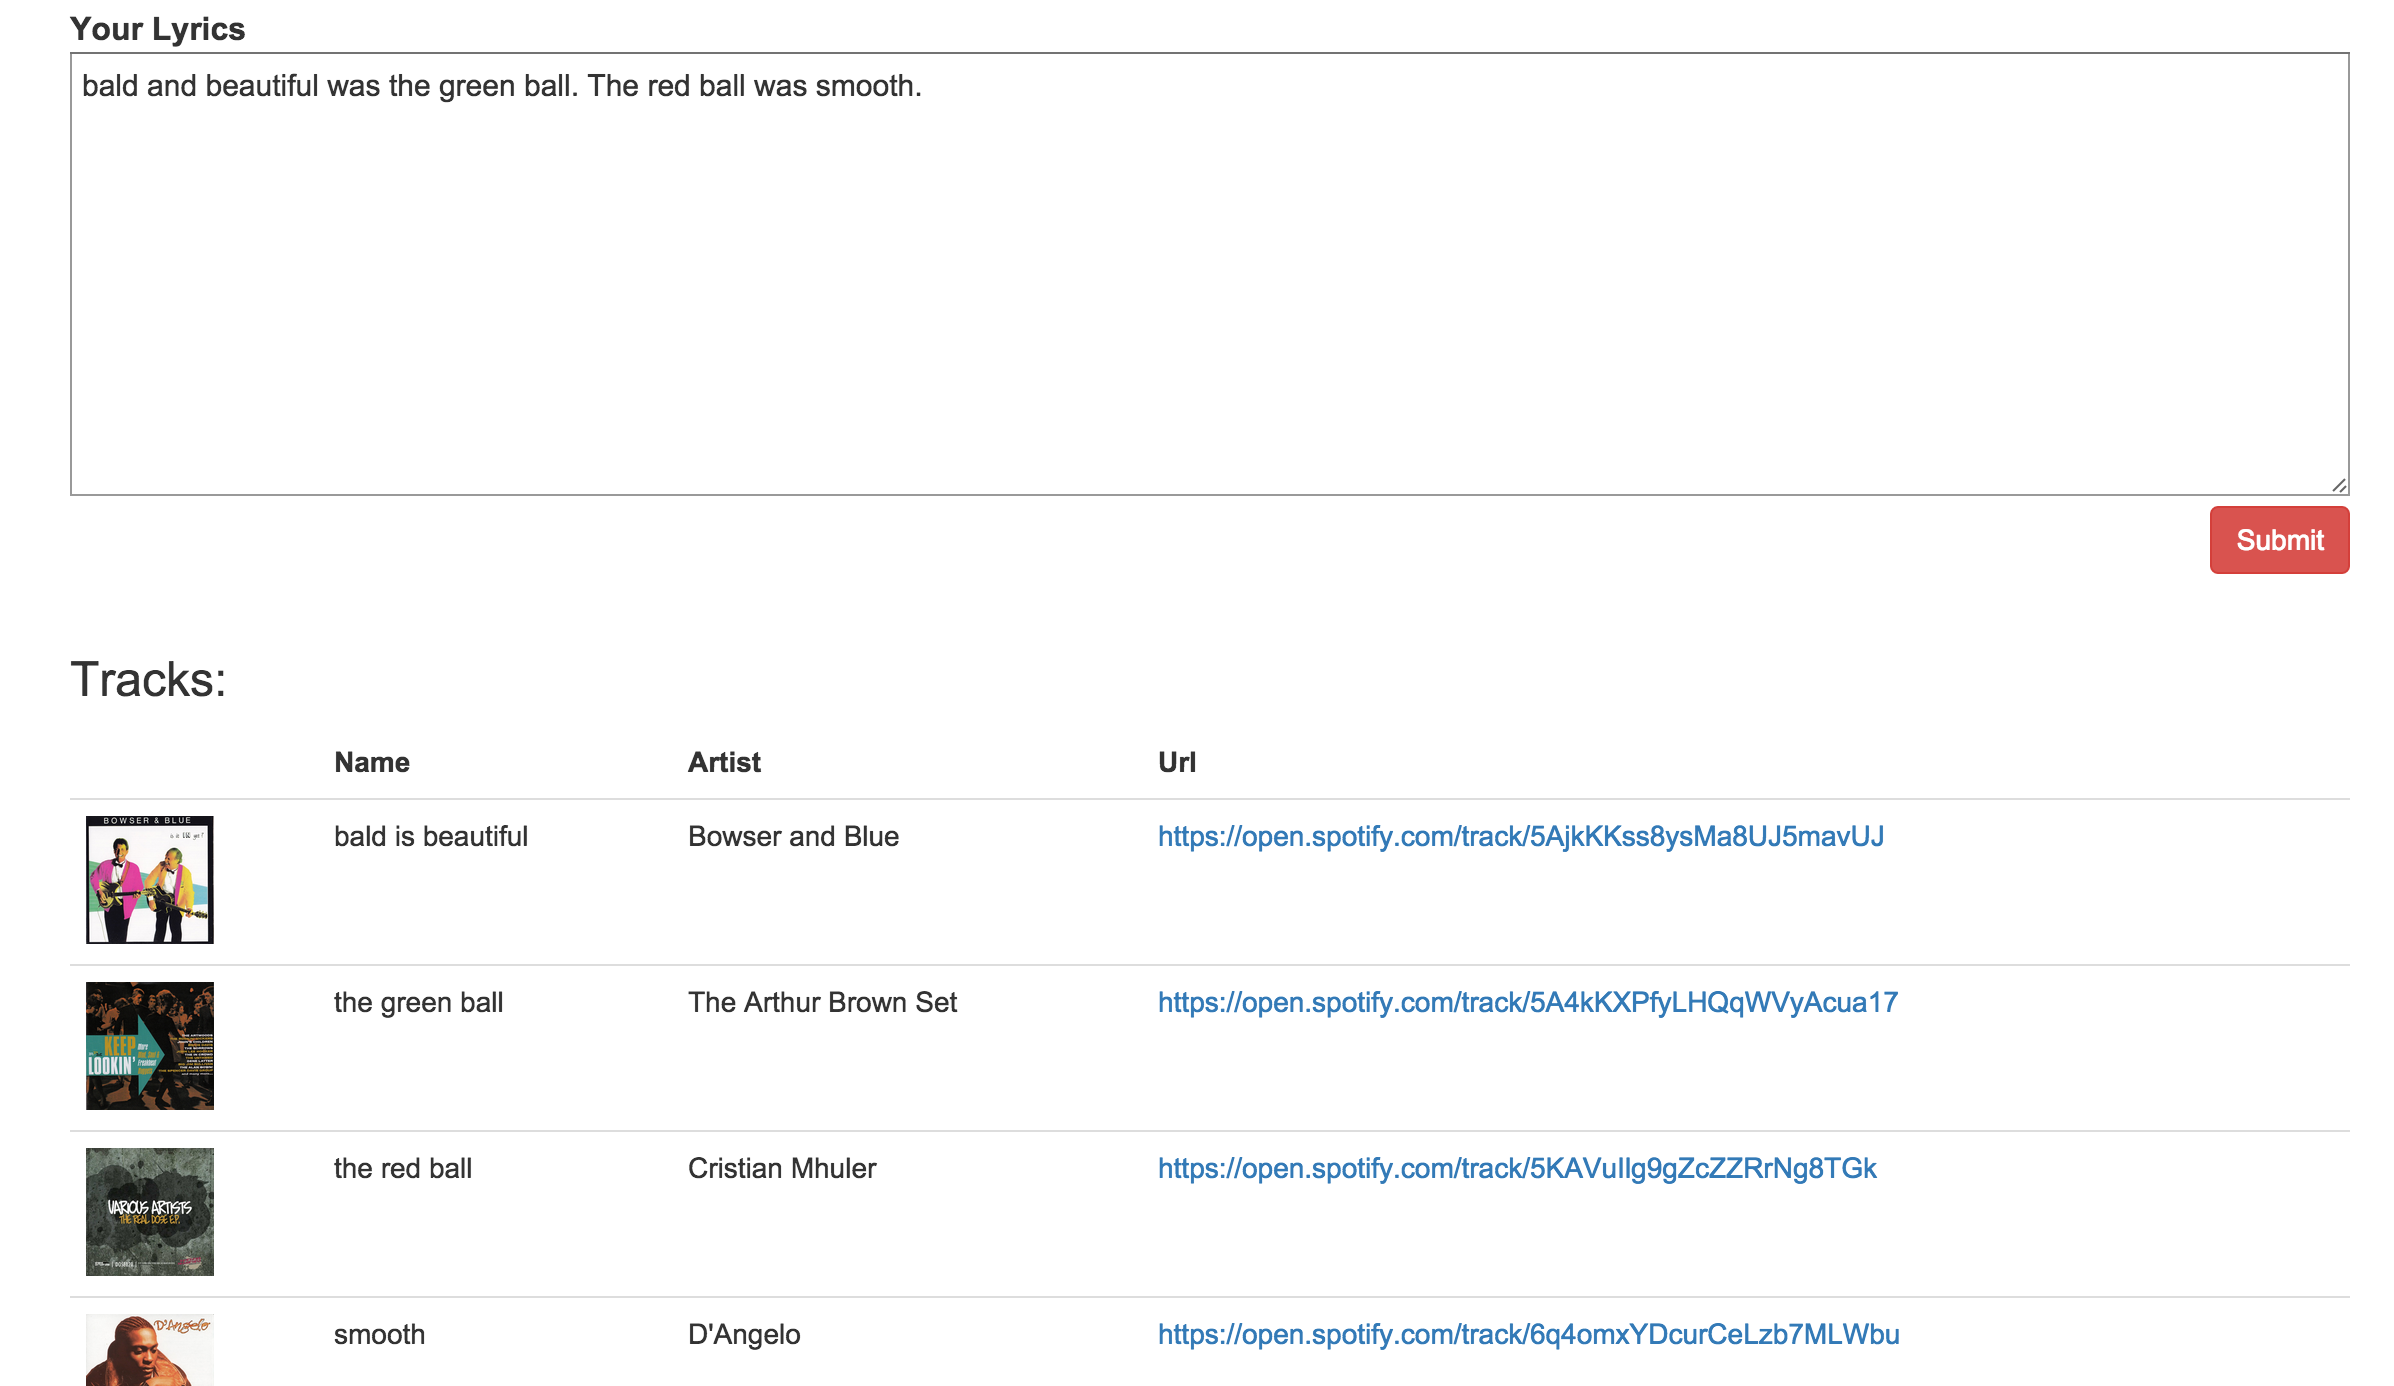 Your Lyrics
bald and beautiful was the green ball. The red ball was smooth.
Submit
Tracks:
Name Artist Url
BOWSER & BLUE
bald is beautiful Bowser and Blue https://open.spotify.com/track/5AjkKKss8ysMa8UJ5mavUJ
the green ball The Arthur Brown Set https://open.spotify.com/track/5A4kKXPfyLHQqWVyAcua17
KEEP
LOOKIN'
the red ball Cristian Mhuler https://open.spotify.com/track/5KAVuIlg9gZcZZRrNg8TGk
VARIOUS ARTISTS
THE REAL DOSE E.P.
D'Angelo
smooth D'Angelo https://open.spotify.com/track/6q4omxYDcurCeLzb7MLWbu